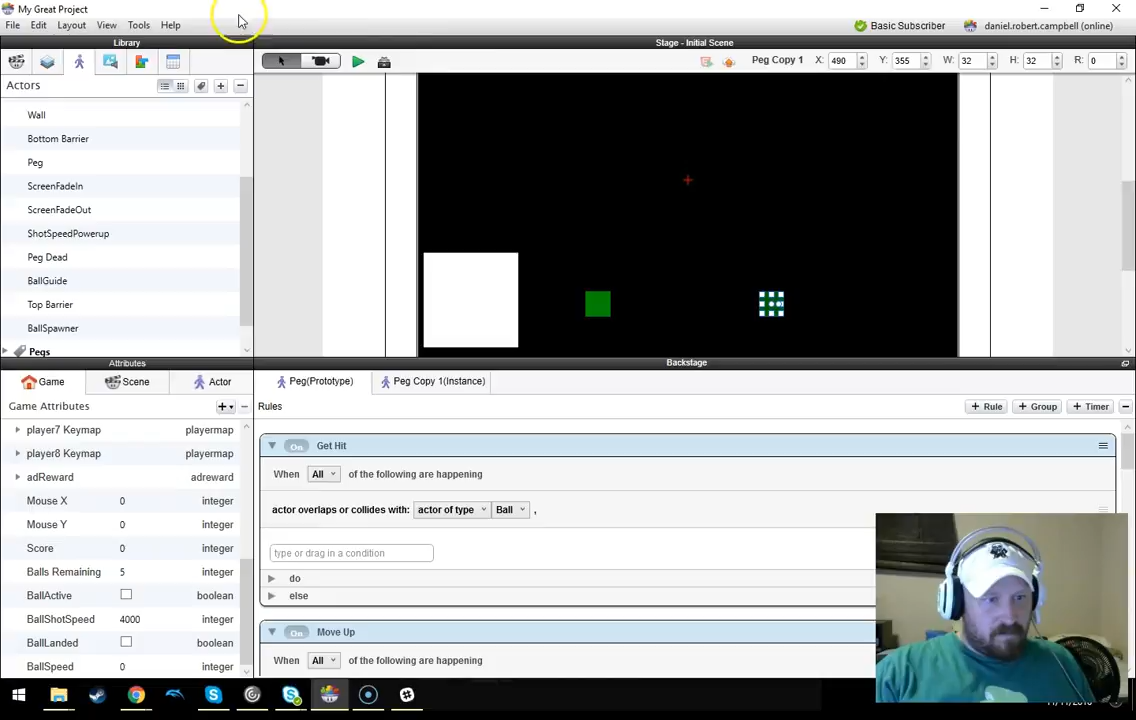 My Great Project
File Edit Layout View Tools Help
Basic Subscriber daniel.robert.campbell (online)
Library
Stage - Initial Scene
Peg Copy 1 X: 490 Y: 355 W: 32 H: 32 R: 0
Actors
Wall
Bottom Barrier
Peg
ScreenFadeIn
ScreenFadeOut
ShotSpeedPowerup
Peg Dead
BallGuide
Top Barrier
BallSpawner
Pegs
Attributes
Backstage
Game Scene Actor
Peg(Prototype) Peg Copy 1(Instance)
Game Attributes
Rules
+ Rule + Group + Timer
player7 Keymap playermap
player8 Keymap playermap
adReward adreward
Mouse X 0 integer
Mouse Y 0 integer
Score 0 integer
Balls Remaining 5 integer
BallActive boolean
BallShotSpeed 4000 integer
BallLanded boolean
BallSpeed 0 integer
On Get Hit
When All of the following are happening
actor overlaps or collides with: actor of type Ball ,
type or drag in a condition
do
else
On Move Up
When All of the following are happening